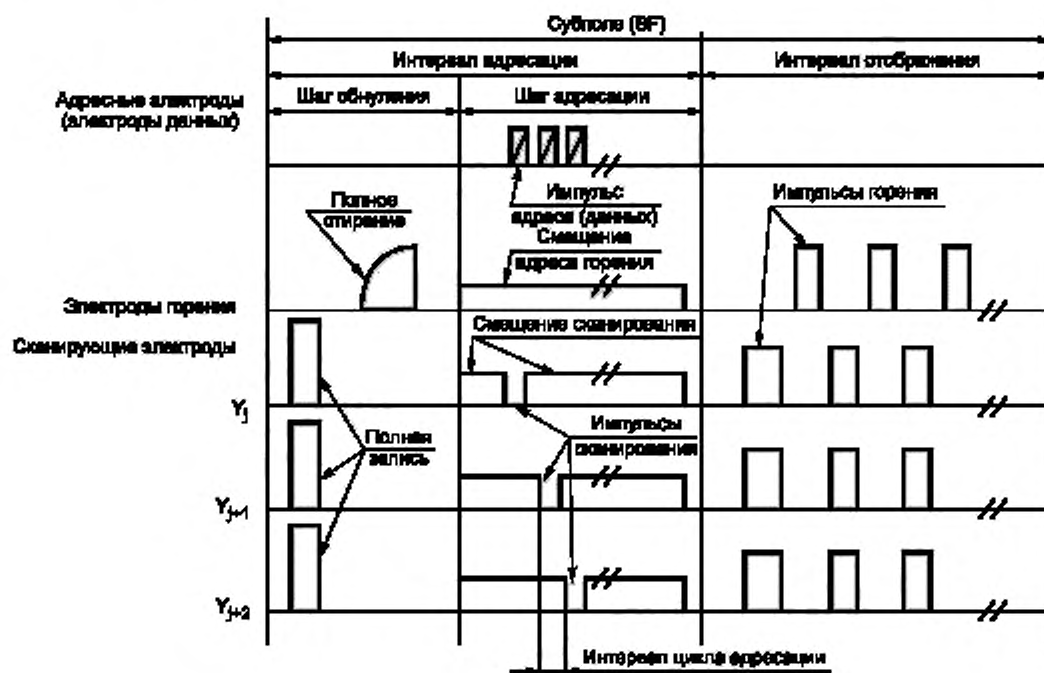 Субполе (SF)
Интервал адресации
Интервал отображения
Шаг обнуления
Шаг адресации
Адресные электроды
(электроды данных)
Импульс
адреса (данных)
Импульсы горения
Полное
стирание
Смещение
адреса горения
Электроды горения
Смещение сканирования
Сканирующие электроды
Yj
Импульсы
сканирования
Полная
запись
Yj+1
Yj+2
Интервал цикла адресации